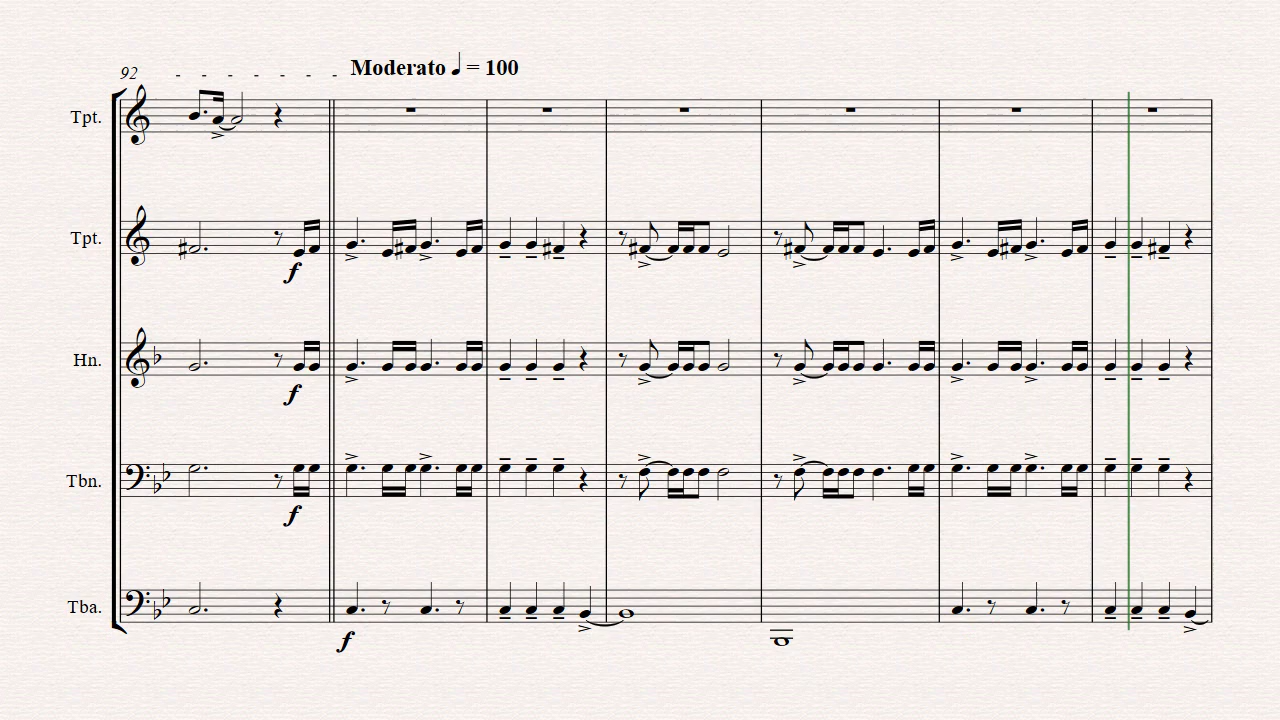 92 - - - - - - - Moderato ♩ = 100
Tpt.
Tpt.
f
Hn.
f
Tbn.
f
Tba.
f